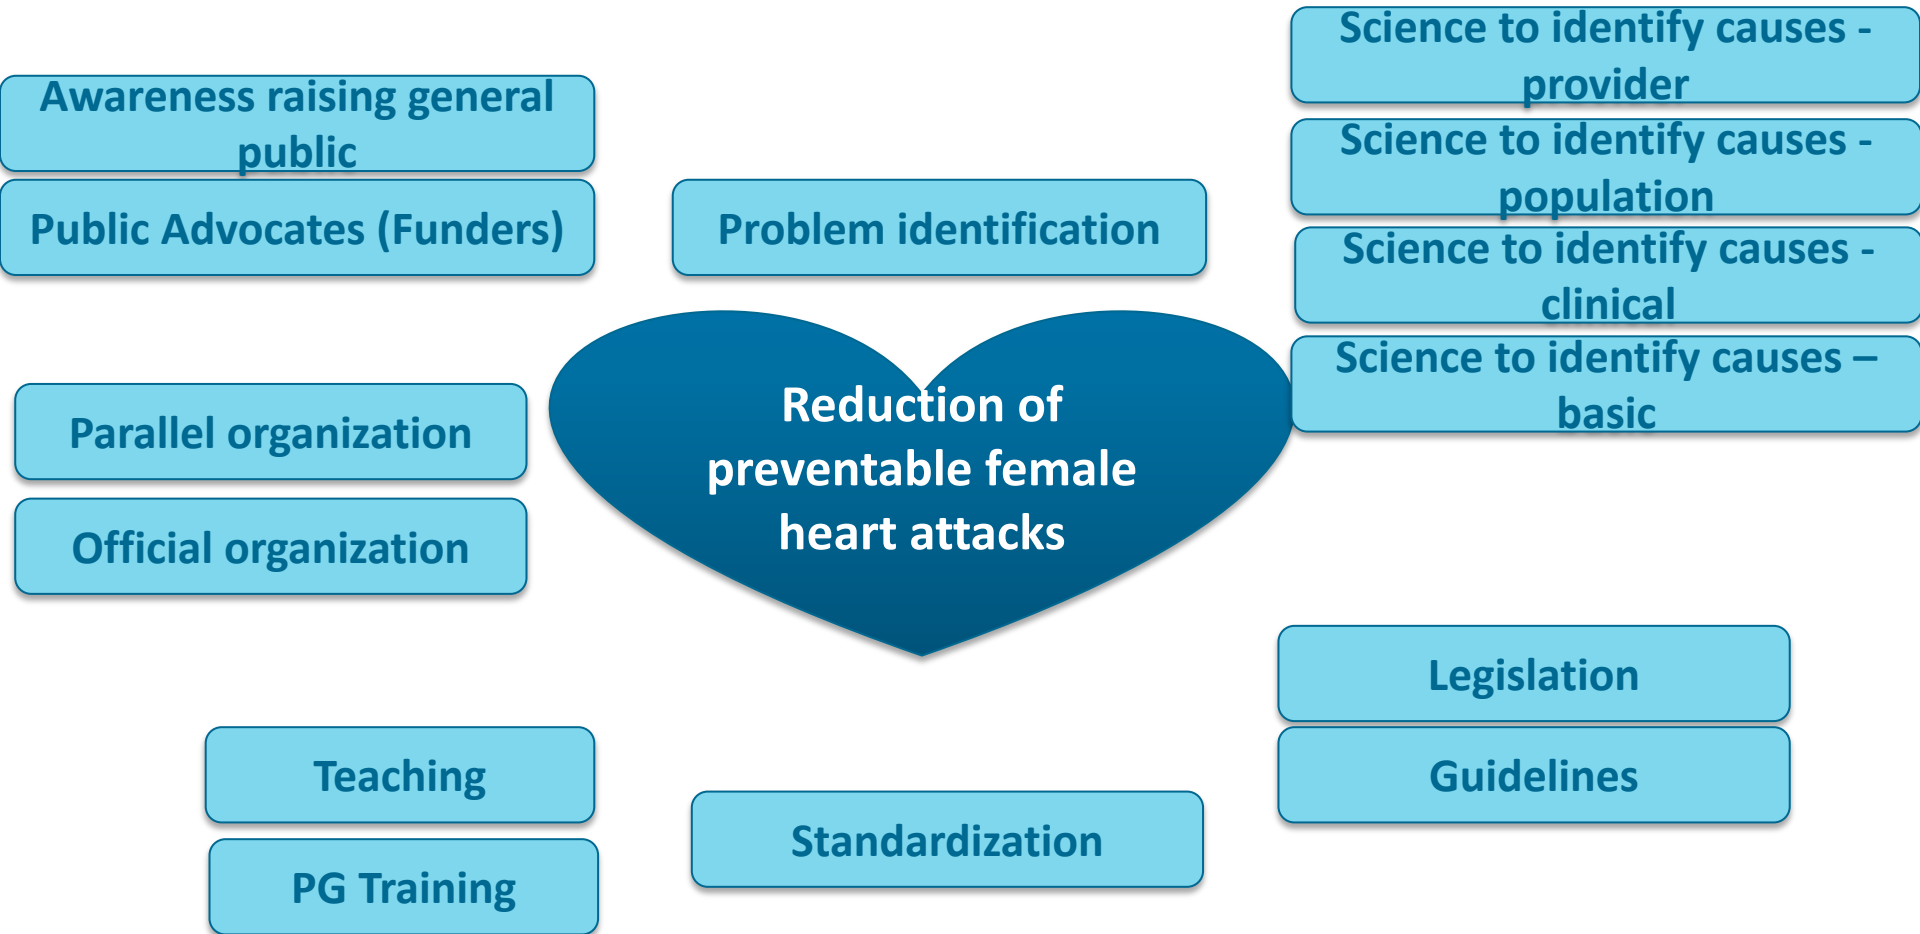 Science to identify causes -
provider
Awareness raising general
public
Science to identify causes -
population
Public Advocates (Funders)
Problem identification
Science to identify causes -
clinical
Science to identify causes –
basic
Reduction of
preventable female
heart attacks
Parallel organization
Official organization
Legislation
Guidelines
Teaching
Standardization
PG Training